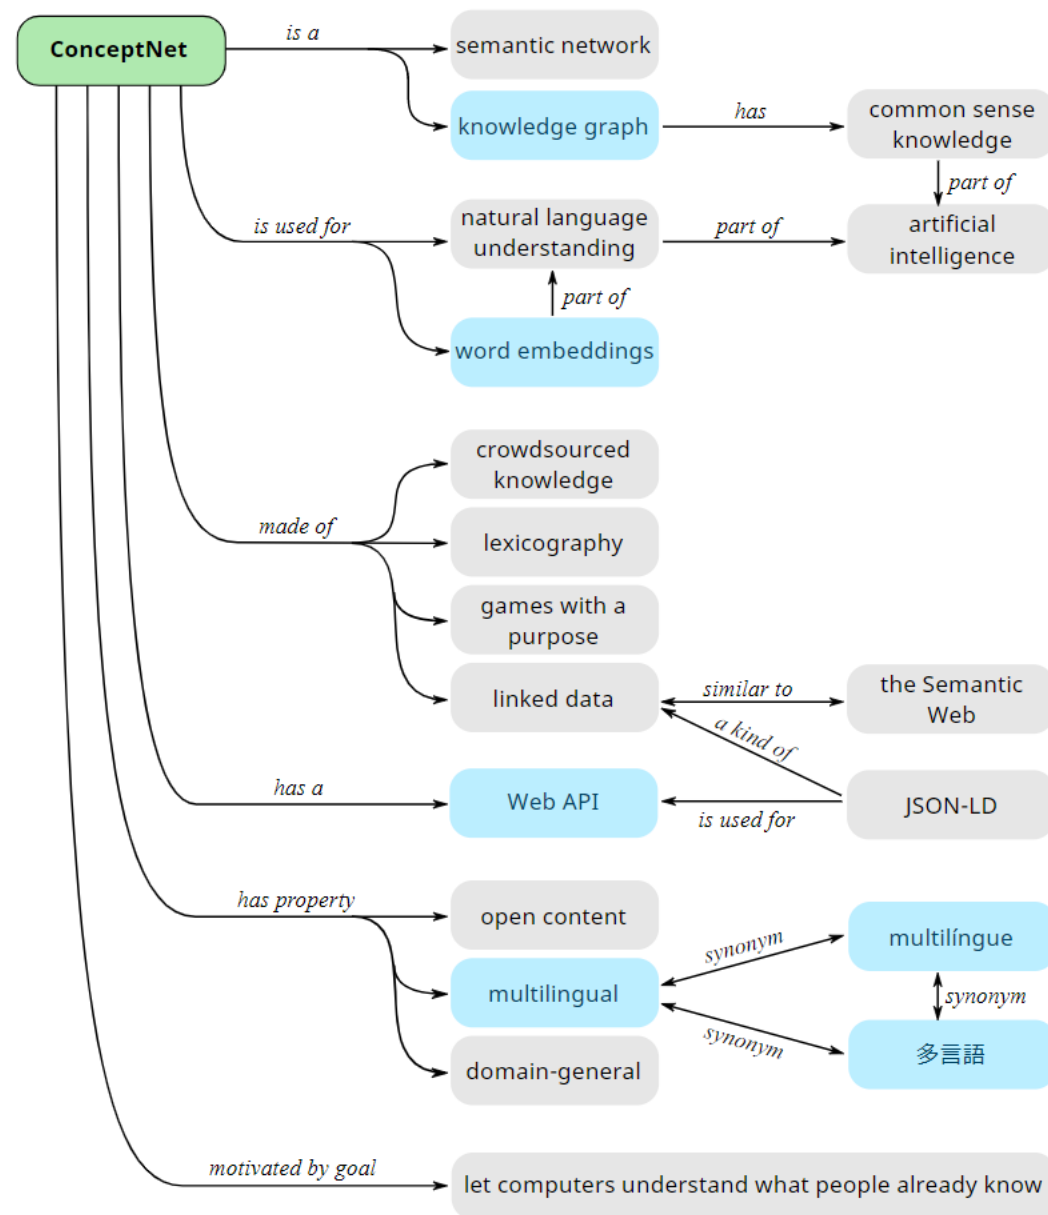 ConceptNet
is a
semantic network
knowledge graph
has
common sense
knowledge
part of
is used for
natural language
understanding
part of
artificial
intelligence
part of
word embeddings
made of
crowdsourced
knowledge
lexicography
games with a
purpose
linked data
similar to
the Semantic
Web
a kind of
has a
Web API
is used for
JSON-LD
has property
open content
multilingual
synonym
multilíngue
synonym
synonym
多言語
domain-general
motivated by goal
let computers understand what people already know